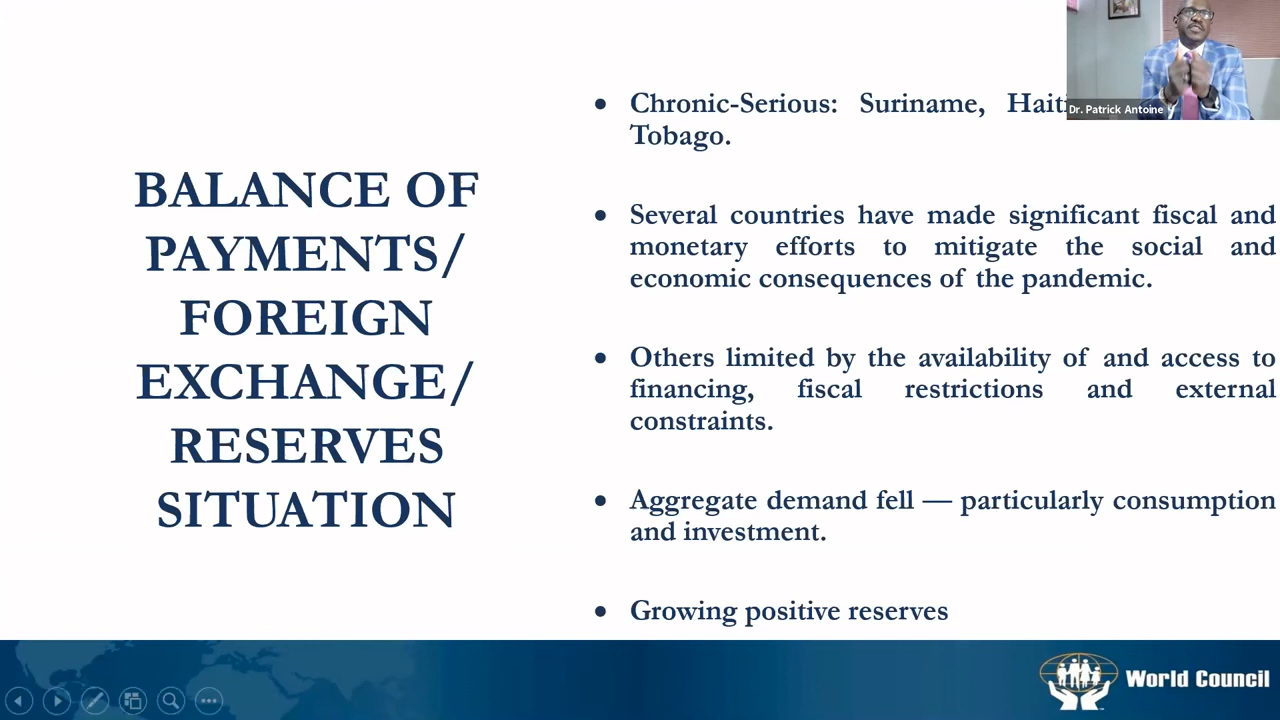 BALANCE OF
PAYMENTS/
FOREIGN
EXCHANGE/
RESERVES
SITUATION
• Chronic-Serious: Suriname, Haiti
Tobago.
• Several countries have made significant fiscal and
monetary efforts to mitigate the social and
economic consequences of the pandemic.
• Others limited by the availability of and access to
financing, fiscal restrictions and external
constraints.
• Aggregate demand fell — particularly consumption
and investment.
• Growing positive reserves
Dr. Patrick Antoine
World Council